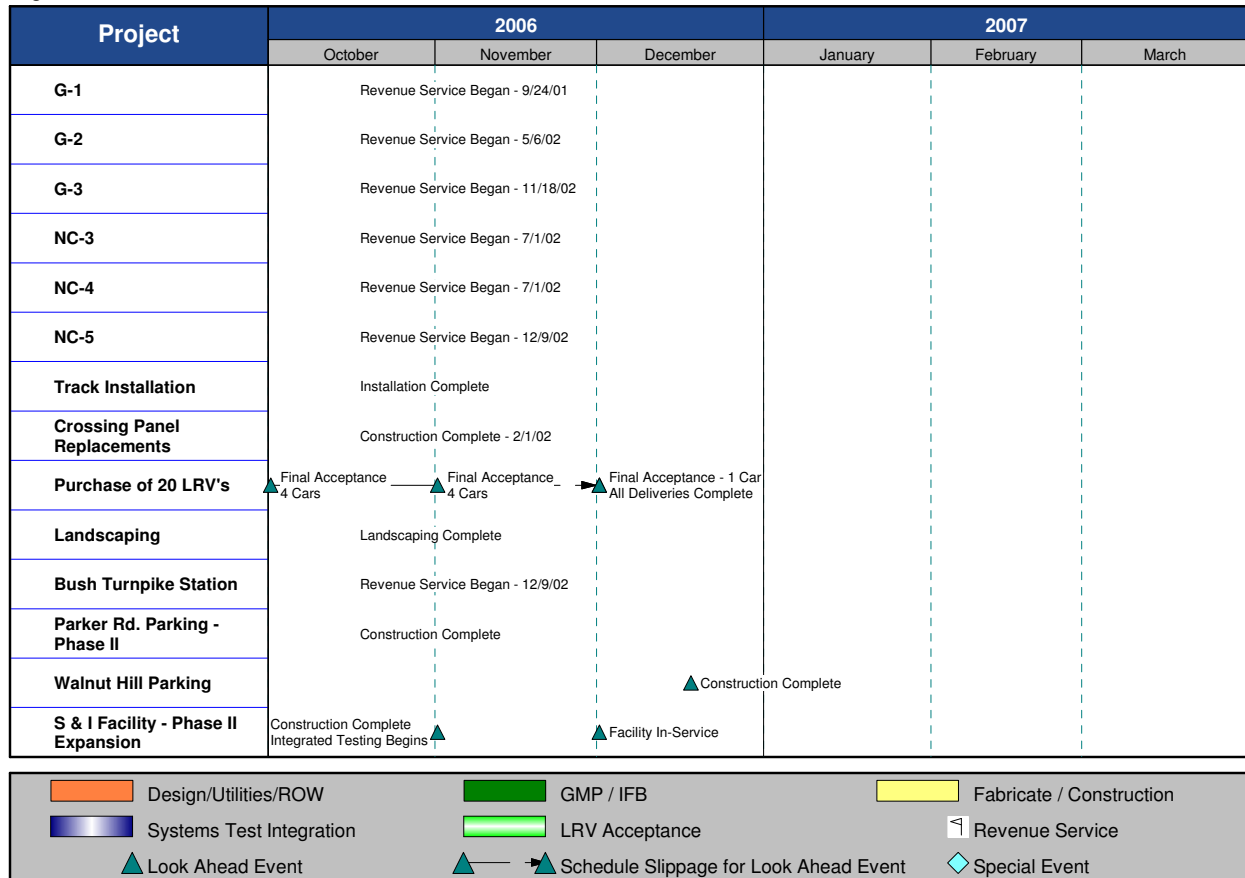 Project
2006
2007
October
November
December
January
February
March
G-1
Revenue Service Began - 9/24/01
G-2
Revenue Service Began - 5/6/02
G-3
Revenue Service Began - 11/18/02
NC-3
Revenue Service Began - 7/1/02
NC-4
Revenue Service Began - 7/1/02
NC-5
Revenue Service Began - 12/9/02
Track Installation
Installation Complete
Crossing Panel
Replacements
Construction Complete - 2/1/02
Purchase of 20 LRV's
Final Acceptance
4 Cars
Final Acceptance
4 Cars
Final Acceptance - 1 Car
All Deliveries Complete
Landscaping
Landscaping Complete
Bush Turnpike Station
Revenue Service Began - 12/9/02
Parker Rd. Parking -
Phase II
Construction Complete
Walnut Hill Parking
Construction Complete
S & I Facility - Phase II
Expansion
Construction Complete
Integrated Testing Begins
Facility In-Service
Design/Utilities/ROW
GMP / IFB
Fabricate / Construction
Systems Test Integration
LRV Acceptance
Revenue Service
Look Ahead Event
Schedule Slippage for Look Ahead Event
Special Event